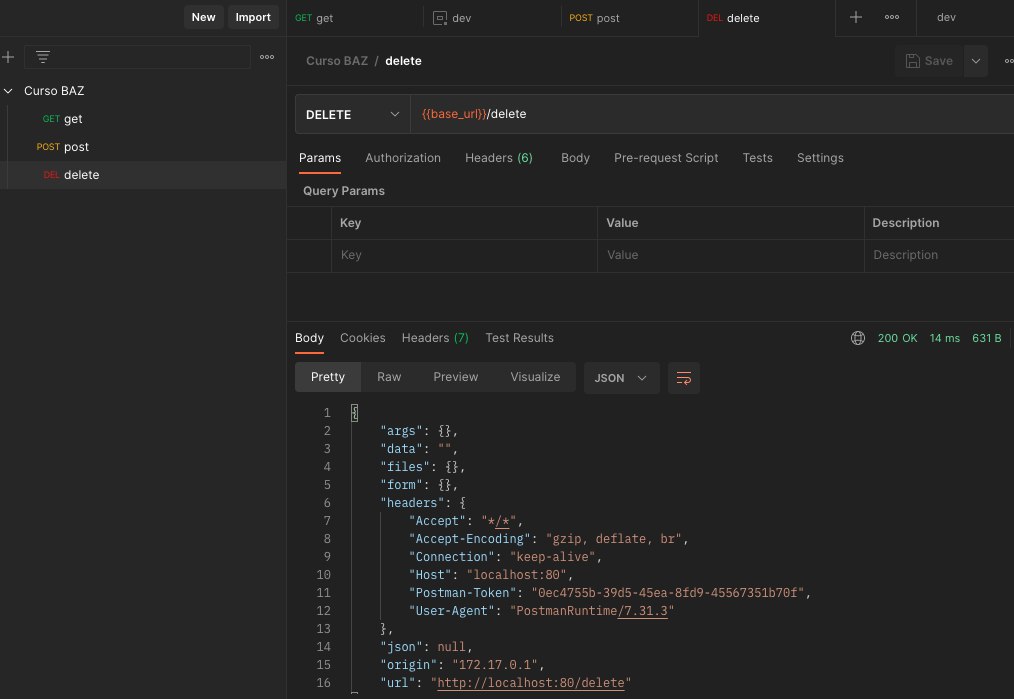 New Import
GET get dev POST post DEL delete dev
Curso BAZ / delete Save
Curso BAZ
GET get
POST post
DEL delete
DELETE {{base_url}}/delete
Params Authorization Headers (6) Body Pre-request Script Tests Settings
Query Params
Key Value Description
Key Value Description
Body Cookies Headers (7) Test Results 200 OK 14 ms 631 B
Pretty Raw Preview Visualize JSON
1 {
2 "args": {},
3 "data": "",
4 "files": {},
5 "form": {},
6 "headers": {
7 "Accept": "*/*",
8 "Accept-Encoding": "gzip, deflate, br",
9 "Connection": "keep-alive",
10 "Host": "localhost:80",
11 "Postman-Token": "0ec4755b-39d5-45ea-8fd9-45567351b70f",
12 "User-Agent": "PostmanRuntime/7.31.3"
13 },
14 "json": null,
15 "origin": "172.17.0.1",
16 "url": "http://localhost:80/delete"